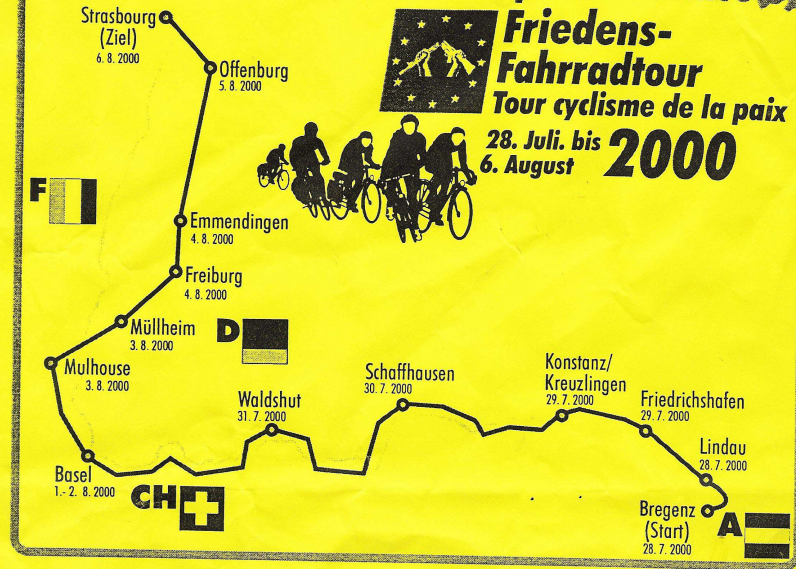 Friedens-
Fahrradtour
Tour cyclisme de la paix
28. Juli. bis
6. August
2000
Strasbourg
(Ziel)
6. 8. 2000
Offenburg
5. 8. 2000
F
Emmendingen
4. 8. 2000
Freiburg
4. 8. 2000
Müllheim
3. 8. 2000
D
Mulhouse
3. 8. 2000
Basel
1.- 2. 8. 2000
CH
Waldshut
31. 7. 2000
Schaffhausen
30. 7. 2000
Konstanz/
Kreuzlingen
29. 7. 2000
Friedrichshafen
29. 7. 2000
Lindau
28. 7. 2000
Bregenz
(Start)
28. 7. 2000
A